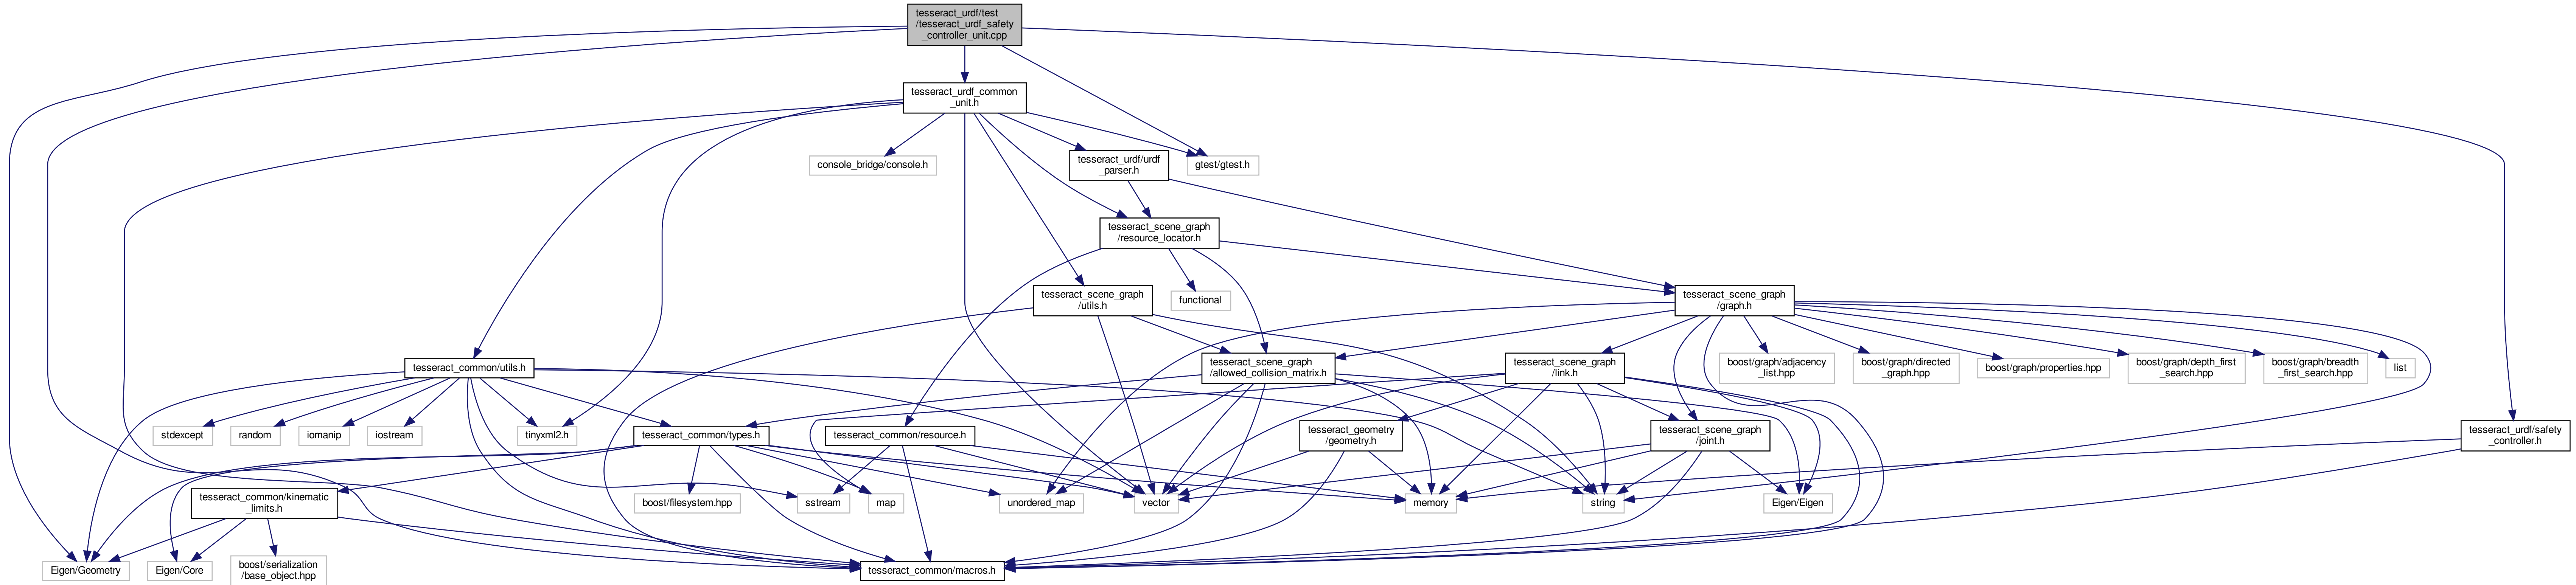 tesseract_urdf/test
/tesseract_urdf_safety
_controller_unit.cpp
tesseract_urdf_common
_unit.h
console_bridge/console.h
tesseract_urdf/urdf
_parser.h
gtest/gtest.h
tesseract_scene_graph
/resource_locator.h
tesseract_scene_graph
/utils.h
functional
tesseract_scene_graph
/graph.h
tesseract_common/utils.h
tesseract_scene_graph
/allowed_collision_matrix.h
tesseract_scene_graph
/link.h
boost/graph/adjacency
_list.hpp
boost/graph/directed
_graph.hpp
boost/graph/properties.hpp
boost/graph/depth_first
_search.hpp
boost/graph/breadth
_first_search.hpp
list
stdexcept
random
iomanip
iostream
tinyxml2.h
tesseract_common/types.h
tesseract_common/resource.h
tesseract_geometry
/geometry.h
tesseract_scene_graph
/joint.h
tesseract_urdf/safety
_controller.h
tesseract_common/kinematic
_limits.h
boost/filesystem.hpp
sstream
map
unordered_map
vector
memory
string
Eigen/Eigen
Eigen/Geometry
Eigen/Core
boost/serialization
/base_object.hpp
tesseract_common/macros.h